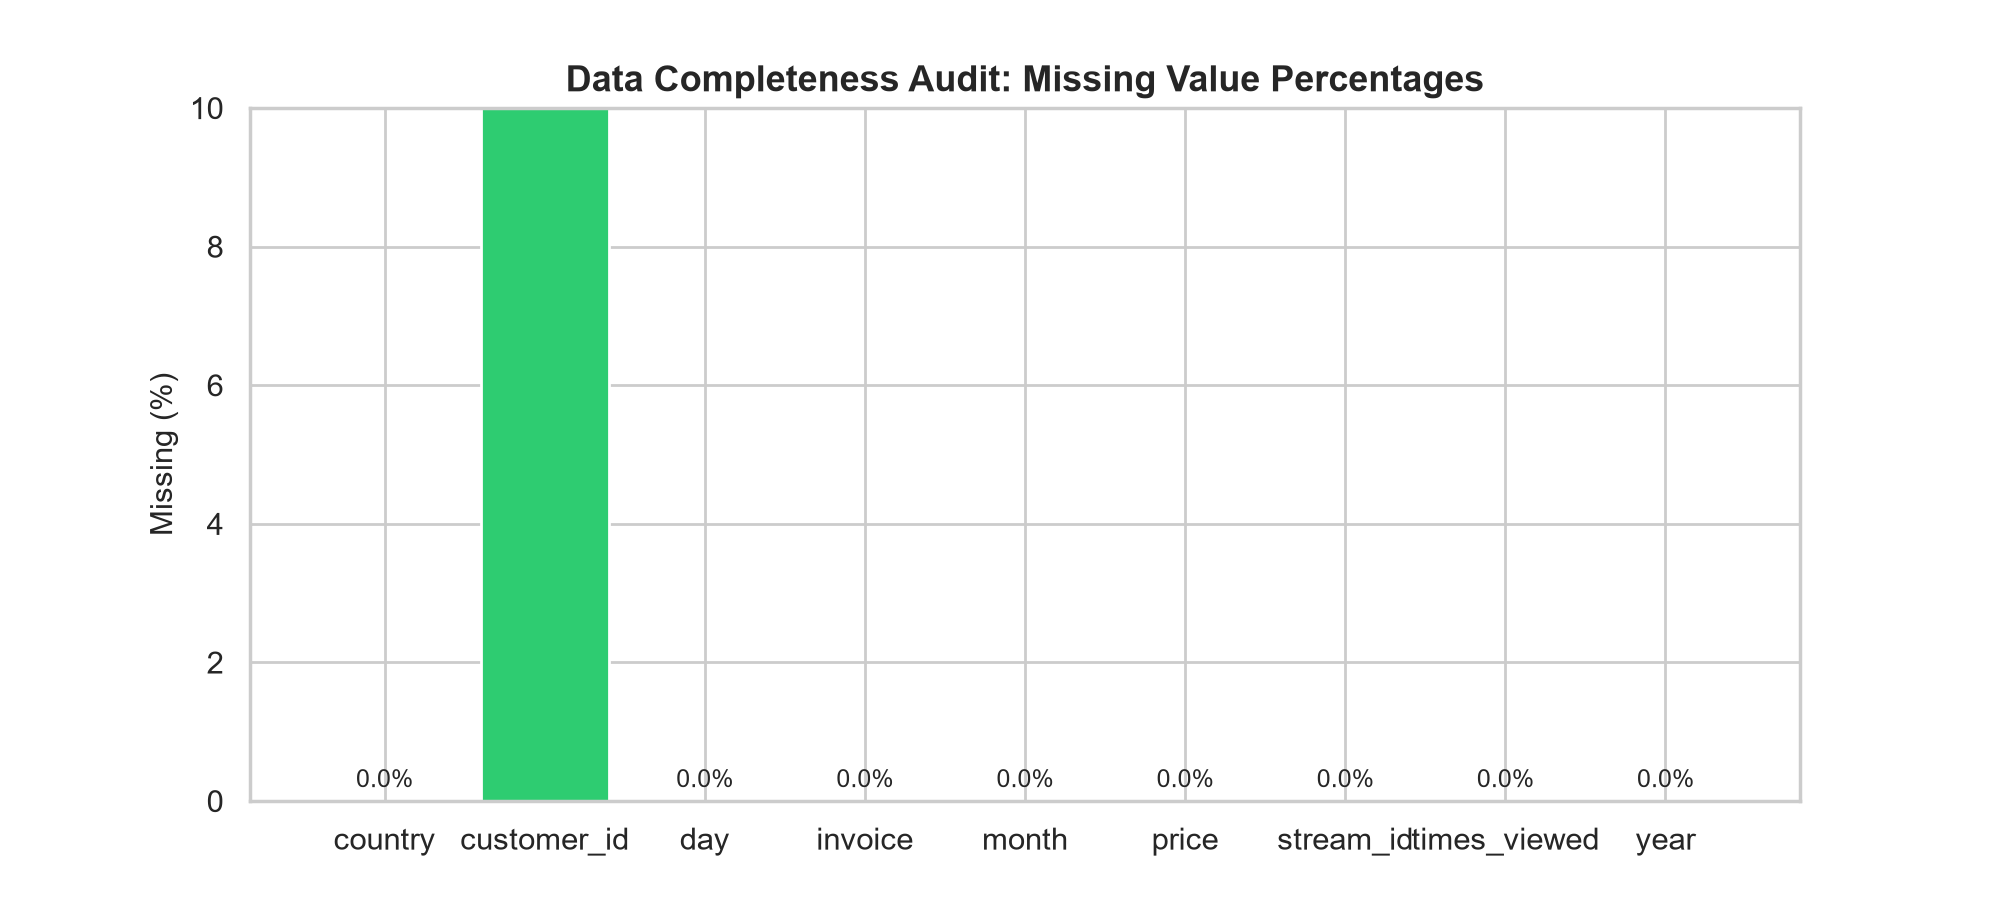 Data Completeness Audit: Missing Value Percentages
10
8
6
4
2
0
Missing (%)
0.0% 0.0% 0.0% 0.0% 0.0% 0.0% 0.0% 0.0%
country customer_id day invoice month price stream_id times_viewed year